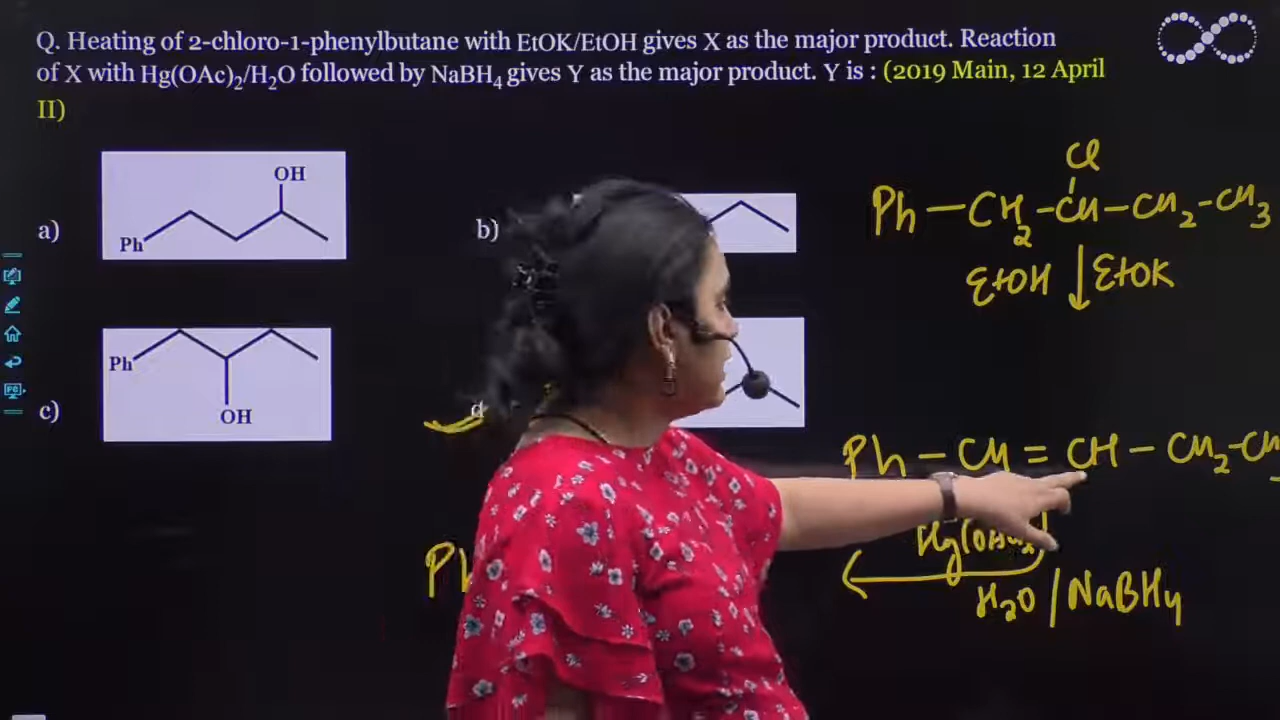 Q. Heating of 2-chloro-1-phenylbutane with EtOK/EtOH gives X as the major product. Reaction
of X with Hg(OAc)₂/H₂O followed by NaBH₄ gives Y as the major product. Y is : (2019 Main, 12 April
II)
a)
OH
Ph
b)
c)
Ph
OH
d
Cl
Ph – CH₂ – CH – CH₂ – CH₃
EtOH EtOK
Ph – CH = CH – CH₂ – CH
Ph
H₂O / NaBH₄